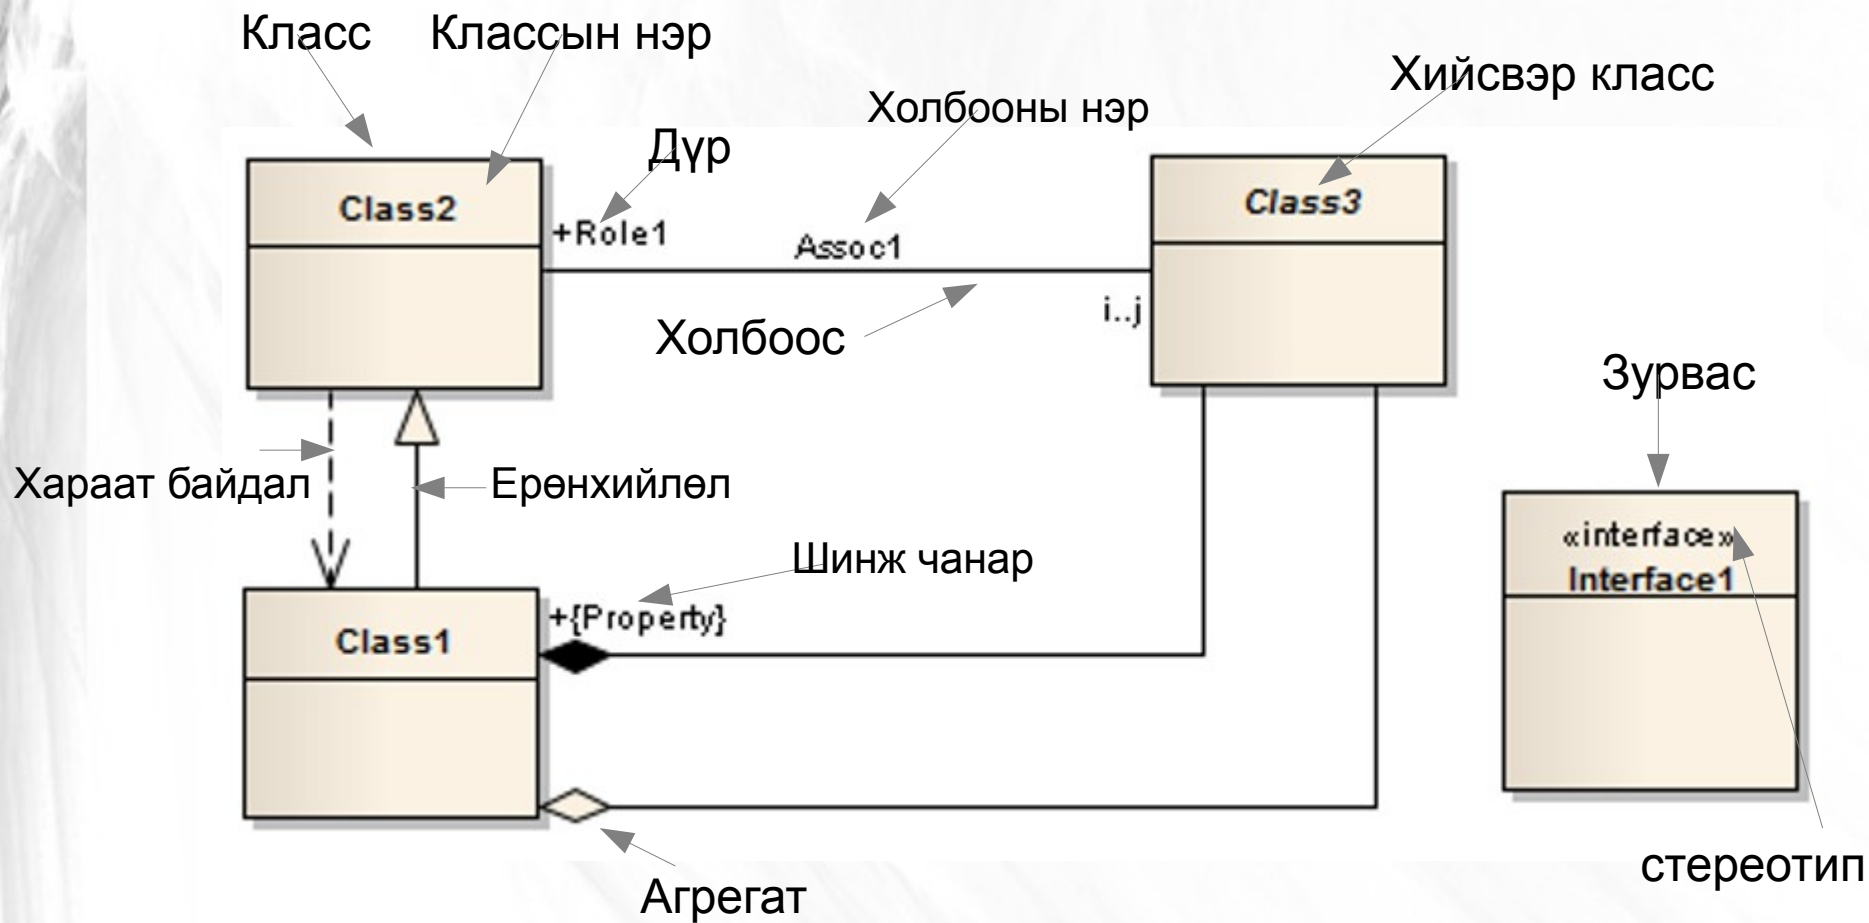 Класс
Классын нэр
Хийсвэр класс
Холбооны нэр
Дүр
Class2
+Role1
Assoc1
Class3
i..j
Холбоос
Зурвас
Хараат байдал
Ерөнхийлөл
«interface»
Interface1
Шинж чанар
+{Property}
Class1
стереотип
Агрегат